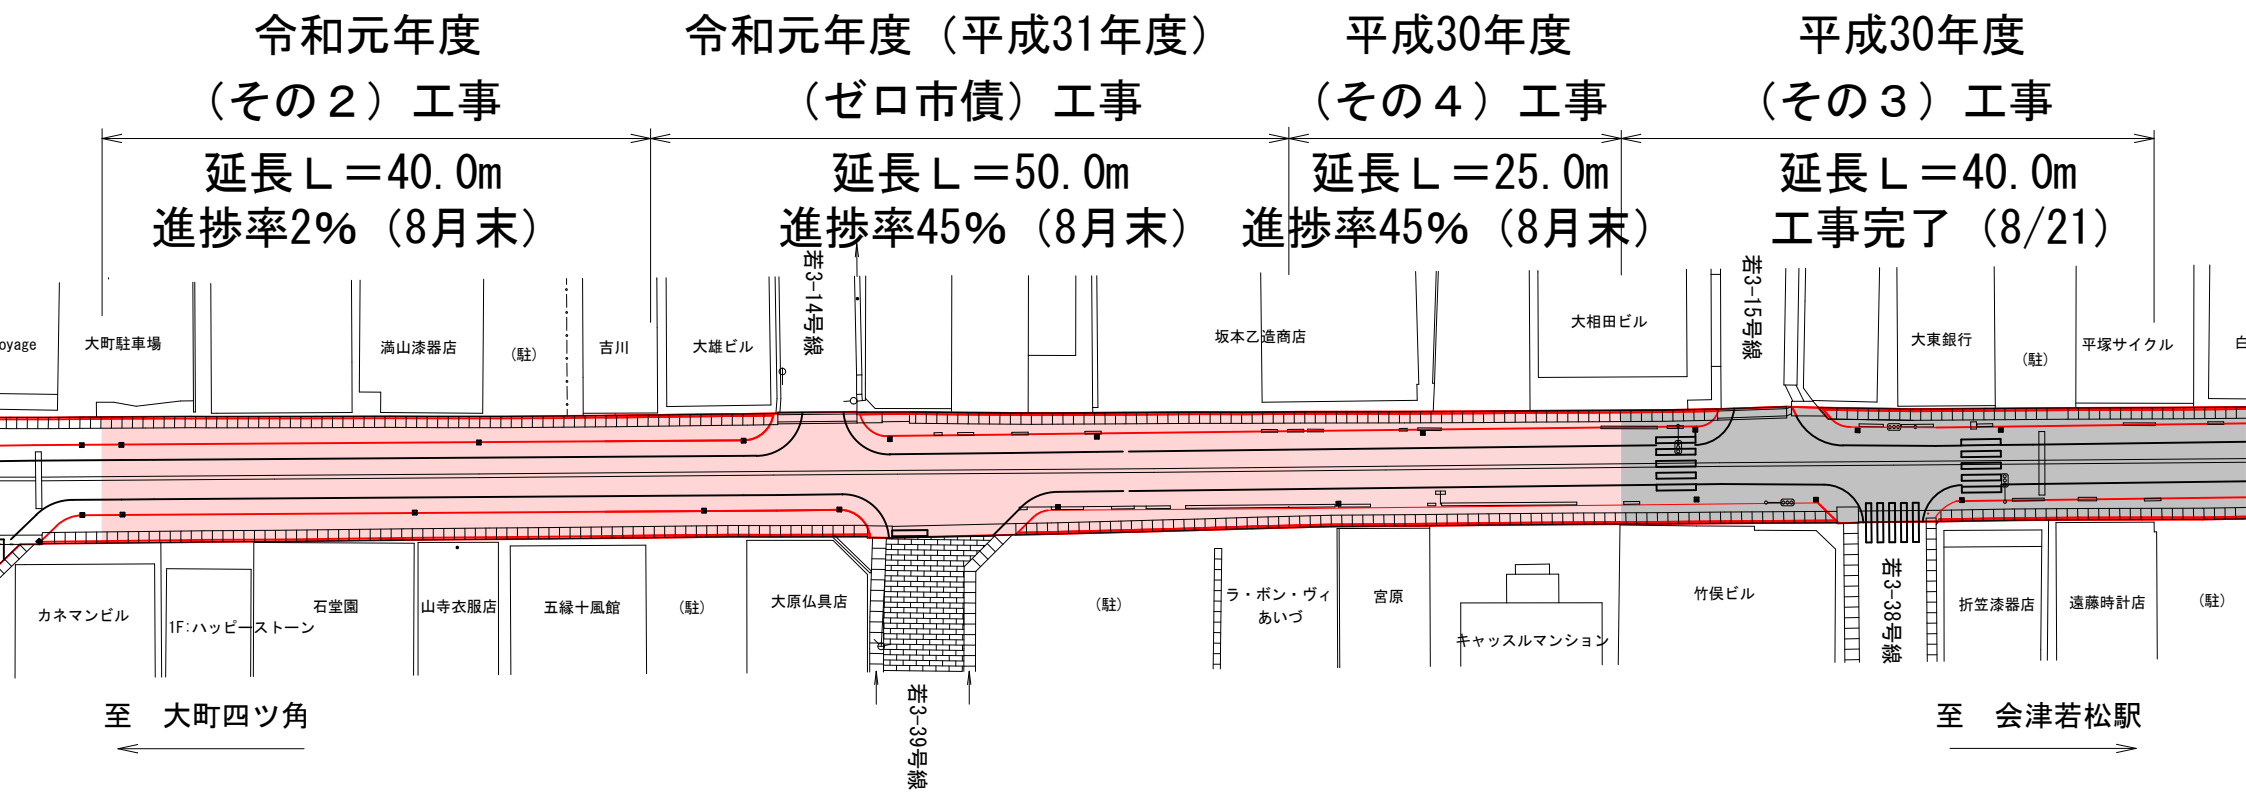 令和元年度
（その２）工事
延長Ｌ＝40.0m
進捗率2%（8月末）
令和元年度（平成31年度）
（ゼロ市債）工事
延長Ｌ＝50.0m
進捗率45%（8月末）
平成30年度
（その４）工事
延長Ｌ＝25.0m
進捗率45%（8月末）
平成30年度
（その３）工事
延長Ｌ＝40.0m
工事完了（8/21）
若3-14号線
若3-15号線
oyage
大町駐車場
満山漆器店
（駐）
吉川
大雄ビル
坂本乙造商店
大相田ビル
大東銀行
（駐）
平塚サイクル
白
カネマンビル
1F:ハッピーストーン
石堂園
山寺衣服店
五縁十風館
（駐）
大原仏具店
（駐）
ラ・ボン・ヴィ
あいづ
宮原
キャッスルマンション
竹俣ビル
若3-38号線
折笠漆器店
遠藤時計店
（駐）
若3-39号線
至　大町四ツ角
至　会津若松駅